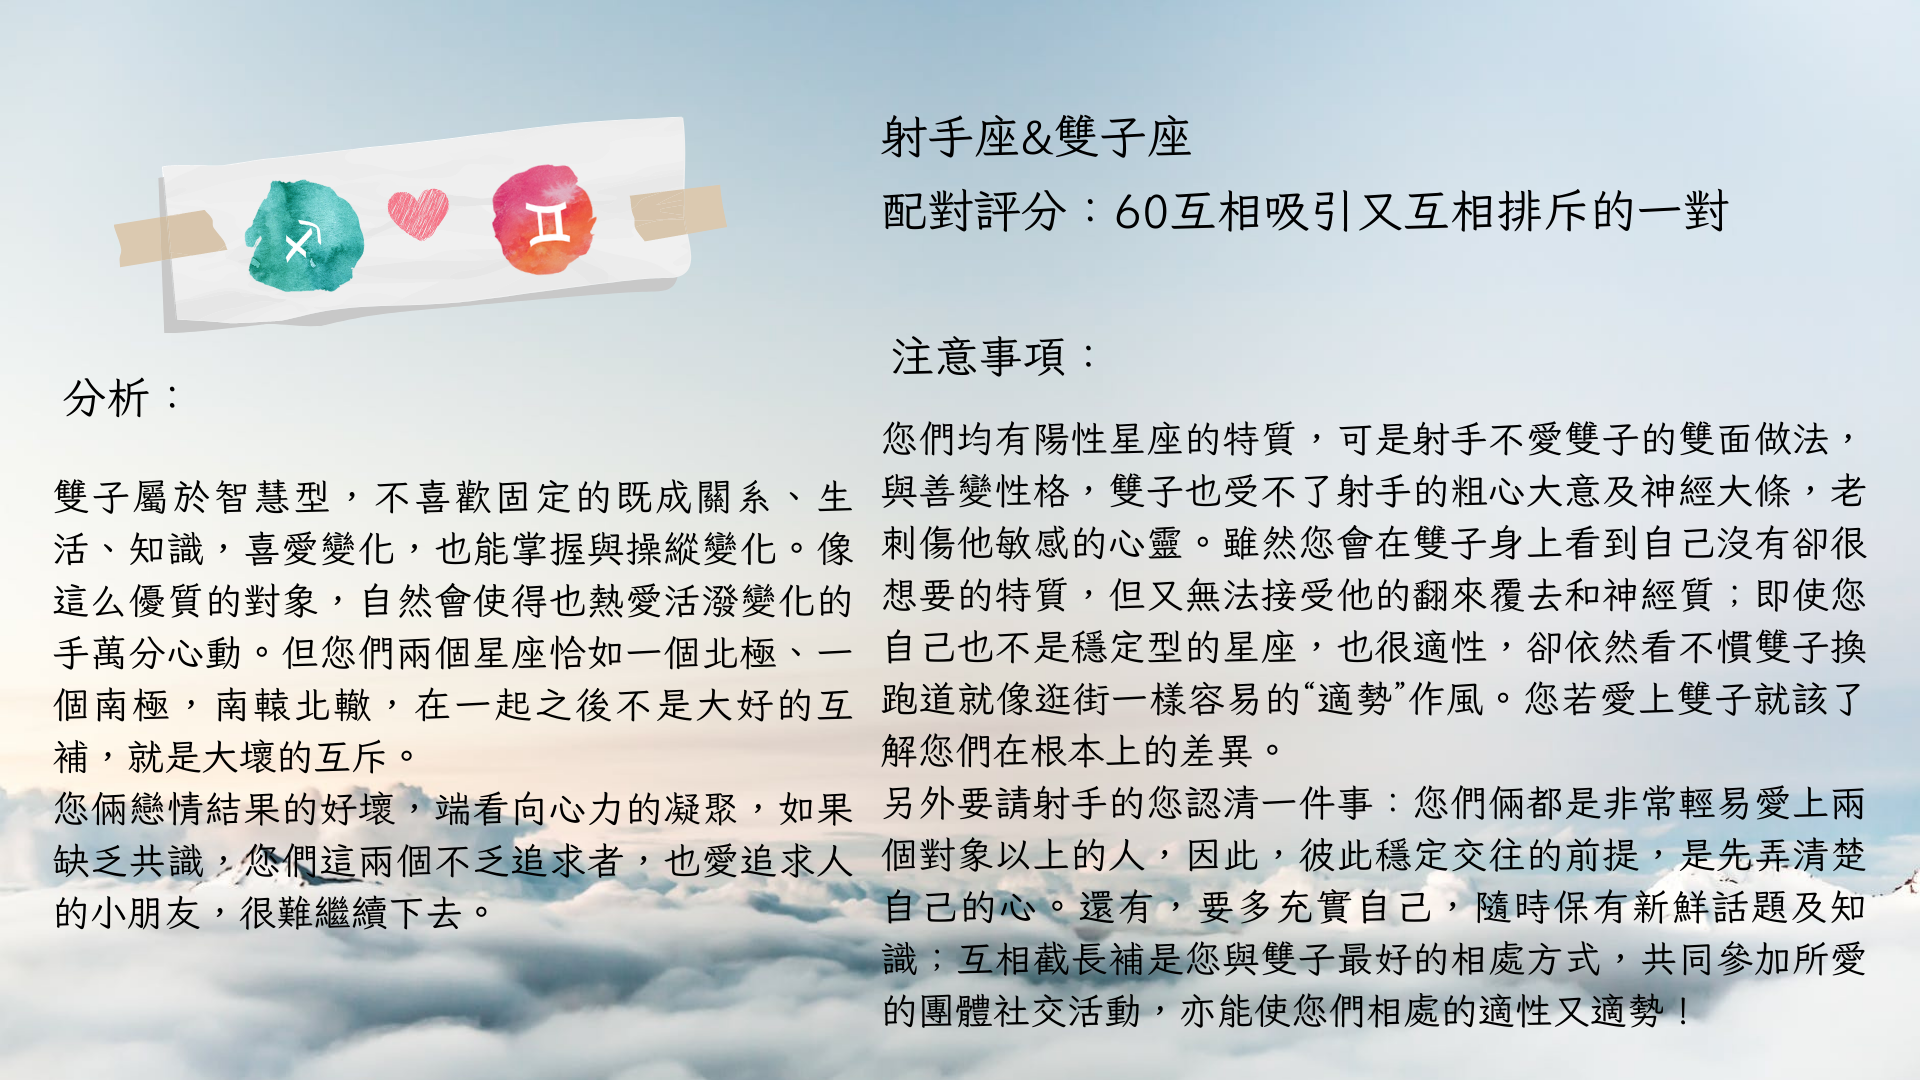 射手座&雙子座
配對評分：60互相吸引又互相排斥的一對
分析：
雙子屬於智慧型，不喜歡固定的既成關系、生
活、知識，喜愛變化，也能掌握與操縱變化。像
這么優質的對象，自然會使得也熱愛活潑變化的
手萬分心動。但您們兩個星座恰如一個北極、一
個南極，南轅北轍，在一起之後不是大好的互
補，就是大壞的互斥。
您倆戀情結果的好壞，端看向心力的凝聚，如果
缺乏共識，您們這兩個不乏追求者，也愛追求人
的小朋友，很難繼續下去。
注意事項：
您們均有陽性星座的特質，可是射手不愛雙子的雙面做法，
與善變性格，雙子也受不了射手的粗心大意及神經大條，老
刺傷他敏感的心靈。雖然您會在雙子身上看到自己沒有卻很
想要的特質，但又無法接受他的翻來覆去和神經質；即使您
自己也不是穩定型的星座，也很適性，卻依然看不慣雙子換
跑道就像逛街一樣容易的“適勢”作風。您若愛上雙子就該了
解您們在根本上的差異。
另外要請射手的您認清一件事：您們倆都是非常輕易愛上兩
個對象以上的人，因此，彼此穩定交往的前提，是先弄清楚
自己的心。還有，要多充實自己，隨時保有新鮮話題及知
識；互相截長補是您與雙子最好的相處方式，共同參加所愛
的團體社交活動，亦能使您們相處的適性又適勢！